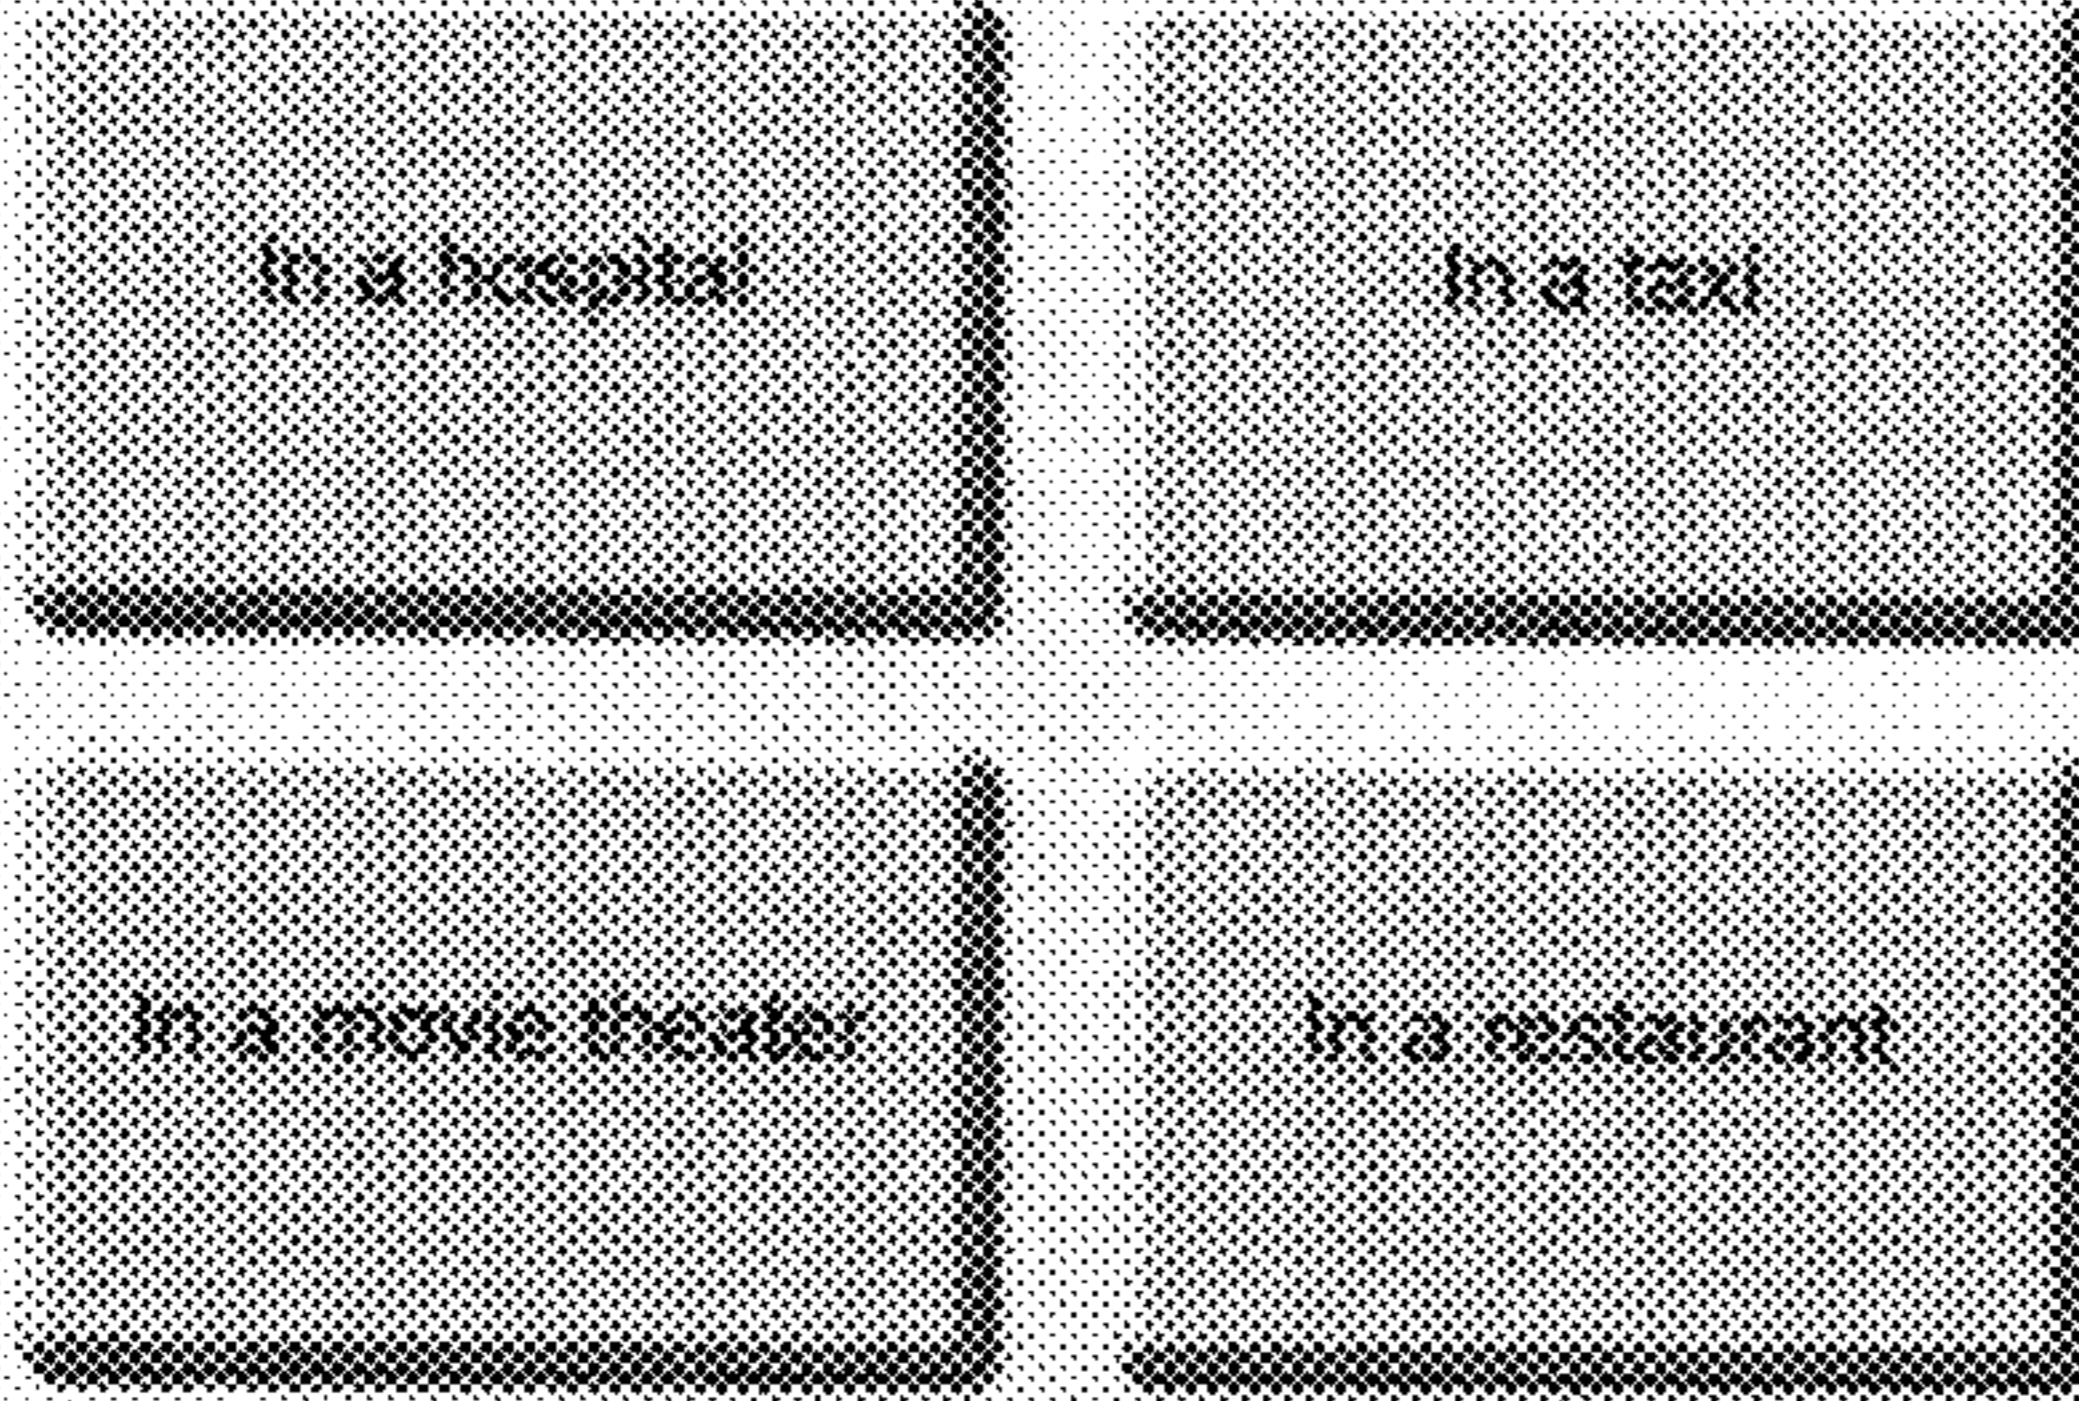 In a hospital
In a taxi
In a movie theater
In a restaurant